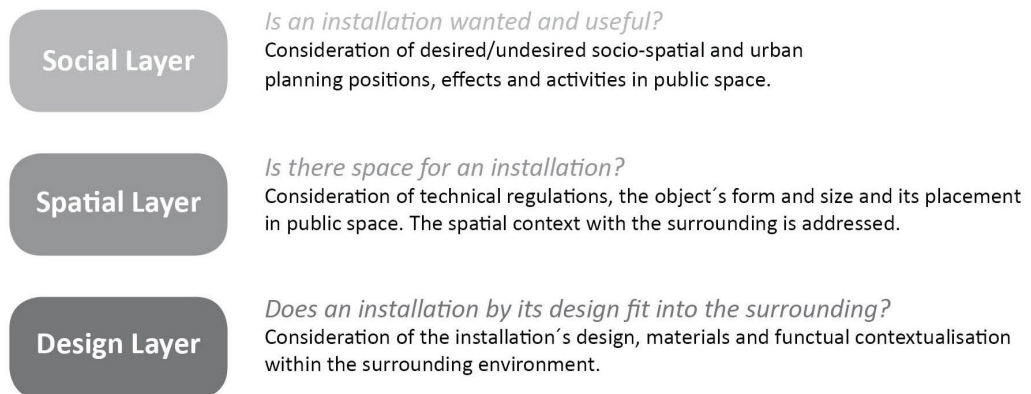 Social Layer
Is an installation wanted and useful?
Consideration of desired/undesired socio-spatial and urban
planning positions, effects and activities in public space.
Spatial Layer
Is there space for an installation?
Consideration of technical regulations, the object´s form and size and its placement
in public space. The spatial context with the surrounding is addressed.
Design Layer
Does an installation by its design fit into the surrounding?
Consideration of the installation´s design, materials and functual contextualisation
within the surrounding environment.